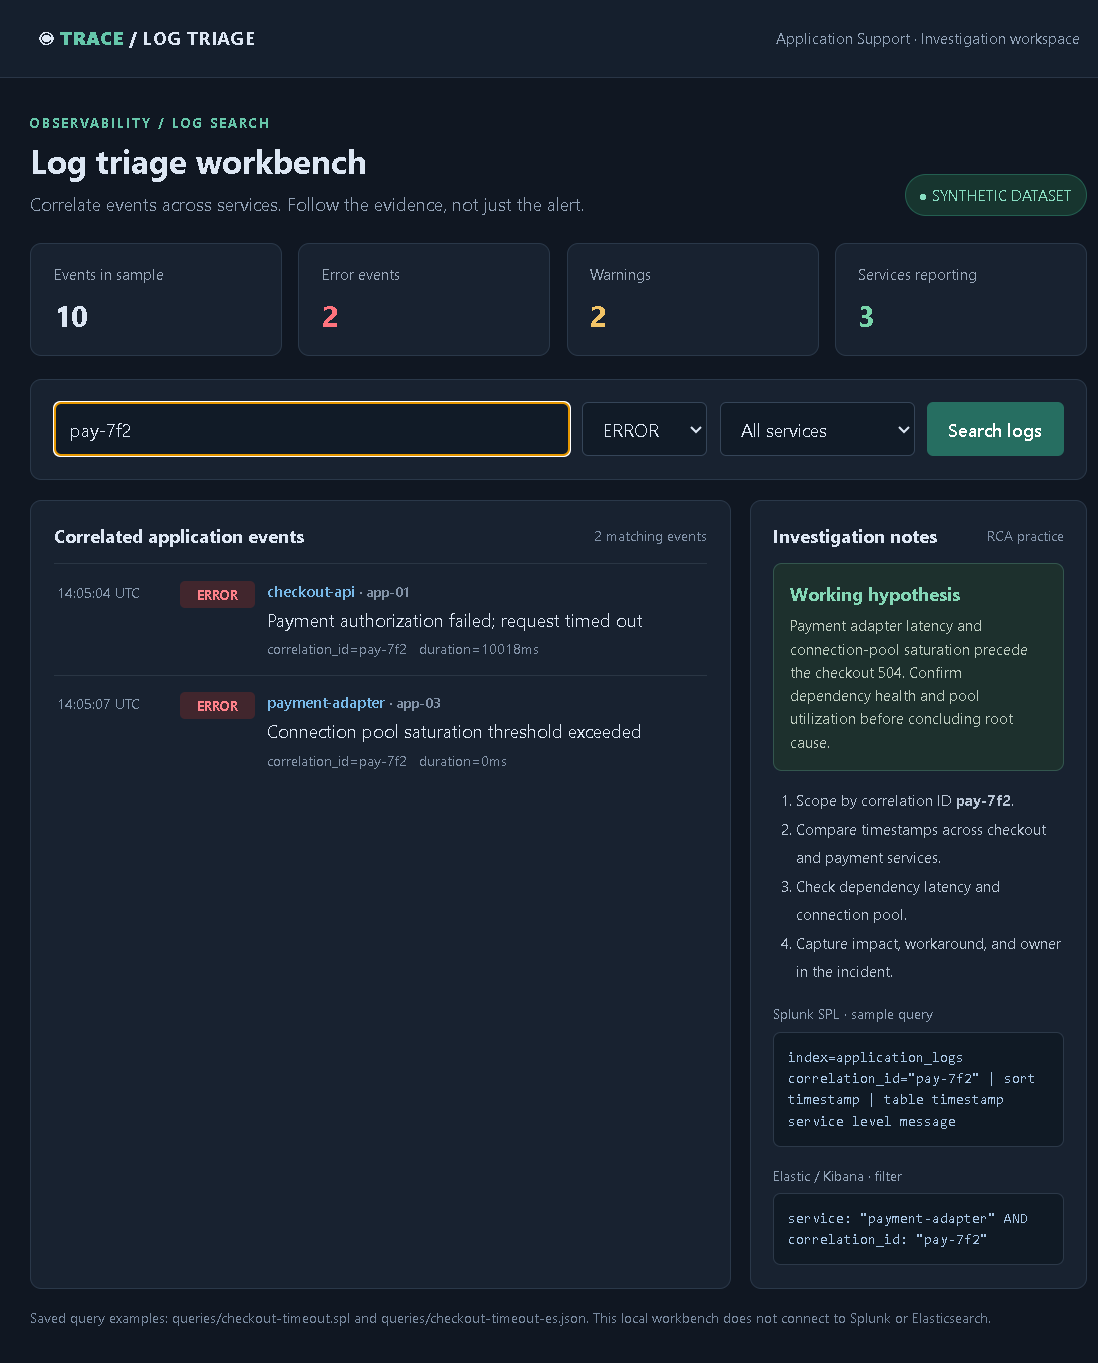 TRACE / LOG TRIAGE
Application Support · Investigation workspace
OBSERVABILITY / LOG SEARCH
Log triage workbench
Correlate events across services. Follow the evidence, not just the alert.
● SYNTHETIC DATASET
Events in sample
10
Error events
2
Warnings
2
Services reporting
3
pay-7f2
ERROR
All services
Search logs
Correlated application events
2 matching events
14:05:04 UTC
ERROR
checkout-api · app-01
Payment authorization failed; request timed out
correlation_id=pay-7f2 duration=10018ms
14:05:07 UTC
ERROR
payment-adapter · app-03
Connection pool saturation threshold exceeded
correlation_id=pay-7f2 duration=0ms
Investigation notes
RCA practice
Working hypothesis
Payment adapter latency and
connection-pool saturation precede
the checkout 504. Confirm
dependency health and pool
utilization before concluding root
cause.
1. Scope by correlation ID pay-7f2.
2. Compare timestamps across checkout
and payment services.
3. Check dependency latency and
connection pool.
4. Capture impact, workaround, and owner
in the incident.
Splunk SPL · sample query
index=application_logs
correlation_id="pay-7f2" | sort
timestamp | table timestamp
service level message
Elastic / Kibana · filter
service: "payment-adapter" AND
correlation_id: "pay-7f2"
Saved query examples: queries/checkout-timeout.spl and queries/checkout-timeout-es.json. This local workbench does not connect to Splunk or Elasticsearch.